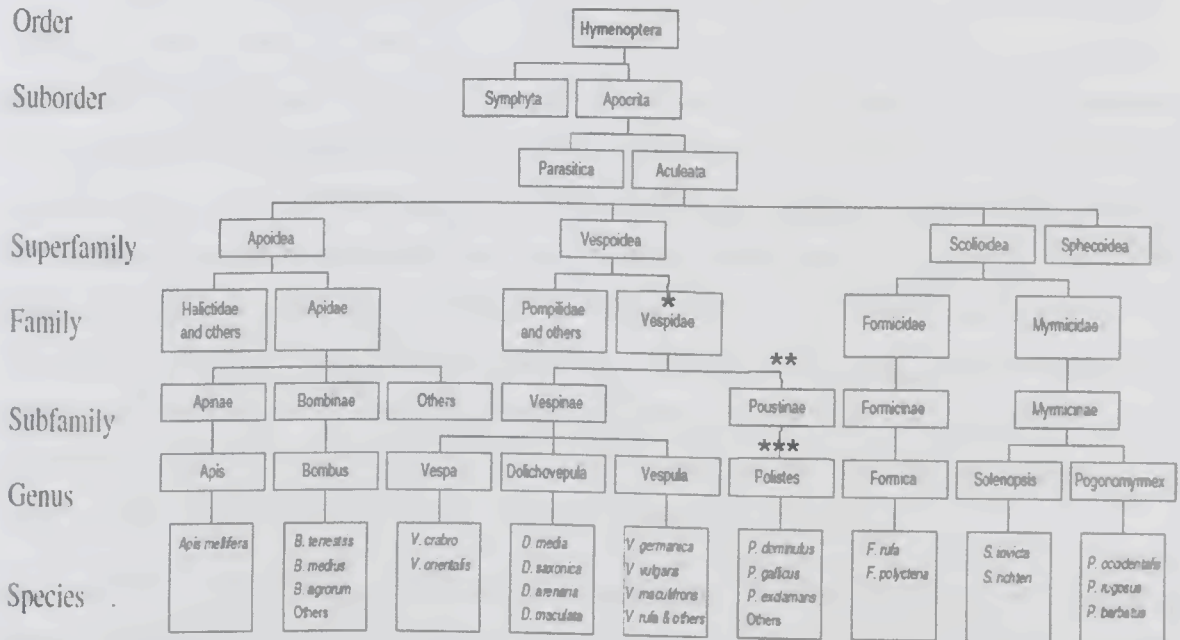 Order
Hymenoptera
Suborder
Symphyta Apocrita
Parasitica Aculeata
Superfamily
Apoidea Vespoidea Scolioidea Sphecoidea
Family
Halictidae
and others
Apidae
Pompilidae
and others
*
Vespidae
Formicidae Myrmicidae
**
Subfamily
Apinae Bombinae Others Vespinae Poustinae Formicinae Myrmicinae
***
Genus
Apis Bombus Vespa Dolichovepula Vespula Polistes Formica Solenopsis Pogonomyrmex
Species
Apis mellifera
B. terrestss
B. medius
B. agrorum
Others
V. crabro
V. orientalis
D. media
D. saxonica
D. arenaria
D. maculata
V germanica
V vulgaris
V maculifrons
V rufa & others
P. dominulus
P. gallicus
P. exclamans
Others
F. rufa
F. polyctena
S. invicta
S. richteri
P. occidentalis
P. rugosus
P. barbatus